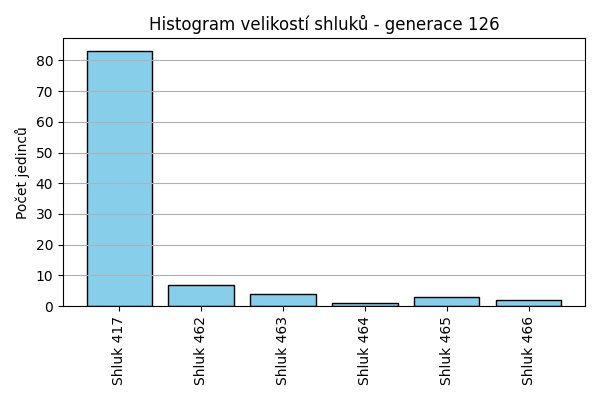 Histogram velikostí shluků - generace 126
Počet jedinců
80
70
60
50
40
30
20
10
0
Shluk 417
Shluk 462
Shluk 463
Shluk 464
Shluk 465
Shluk 466